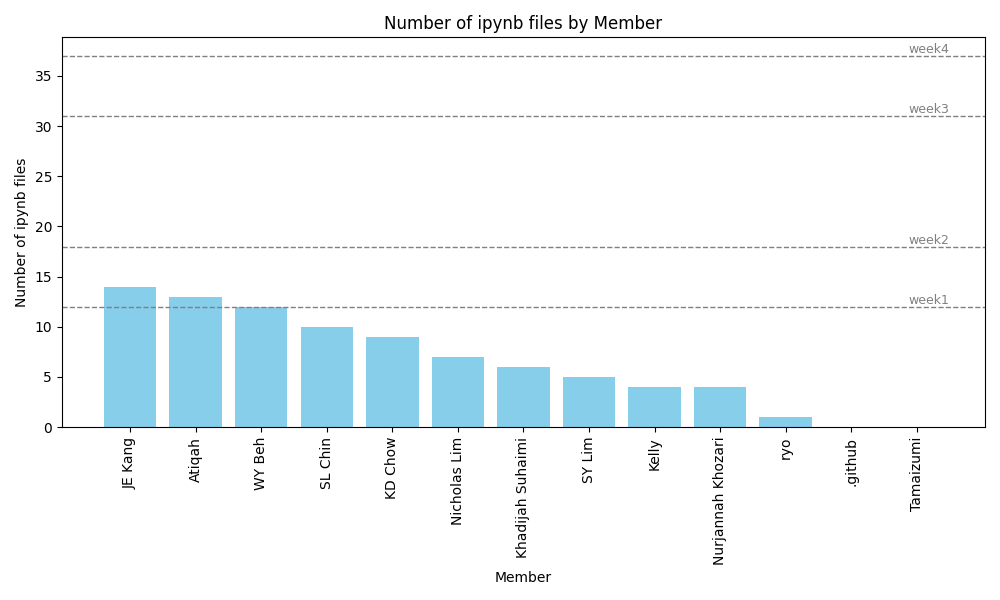 Number of ipynb files by Member
Number of ipynb files
35
30
25
20
15
10
5
0
week4
week3
week2
week1
JE Kang
Atiqah
WY Beh
SL Chin
KD Chow
Nicholas Lim
Khadijah Suhaimi
SY Lim
Kelly
Nurjannah Khozari
ryo
.github
Tamaizumi
Member